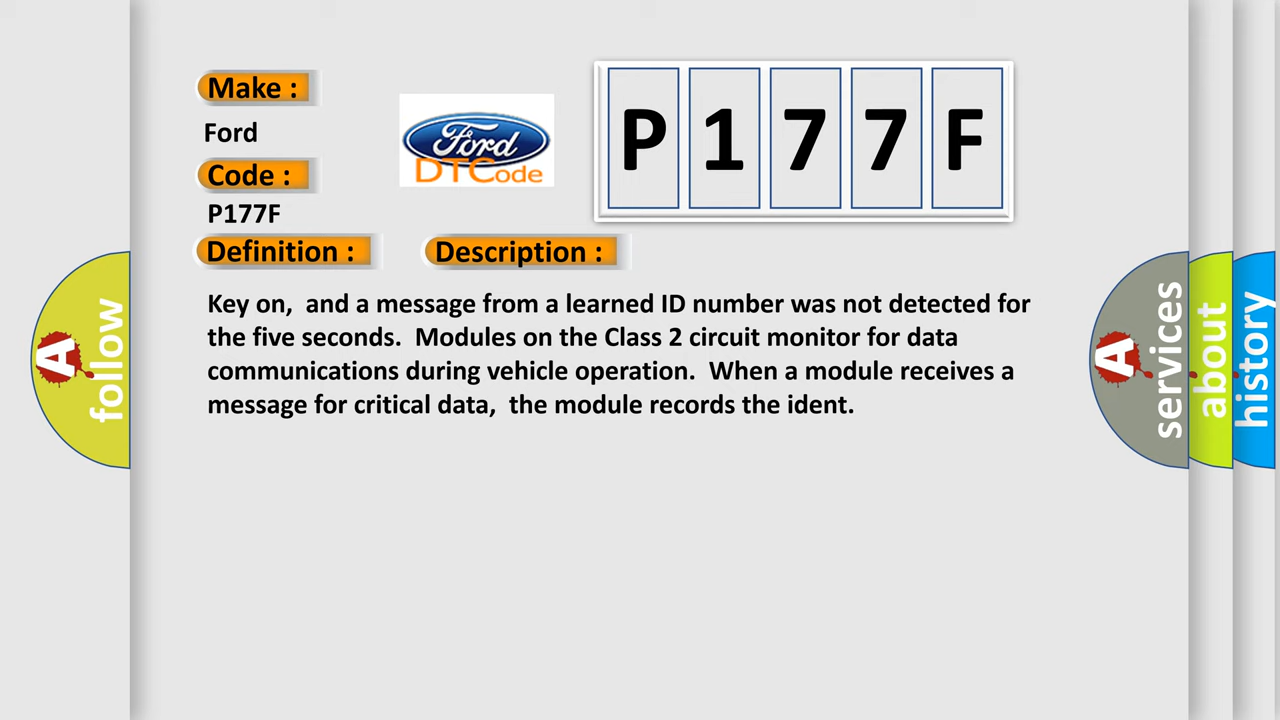 Make :
Ford
Code :
P177F
Definition :
Description :
Ford
DTCode
P 1 7 7 F
Key on,  and a message from a learned ID number was not detected for
the five seconds  Modules on the Class 2 circuit monitor for data
communications during vehicle operation  When a module receives a
message for critical data,  the module records the ident.
A
follow
A
services
about
history